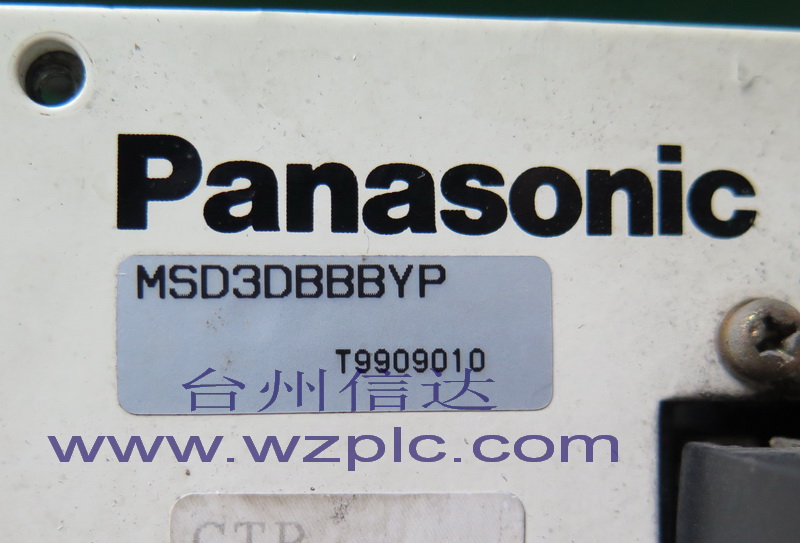 Panasonic
MSD3DBBBYP
T9909010
台州信达
www.wzplc.com